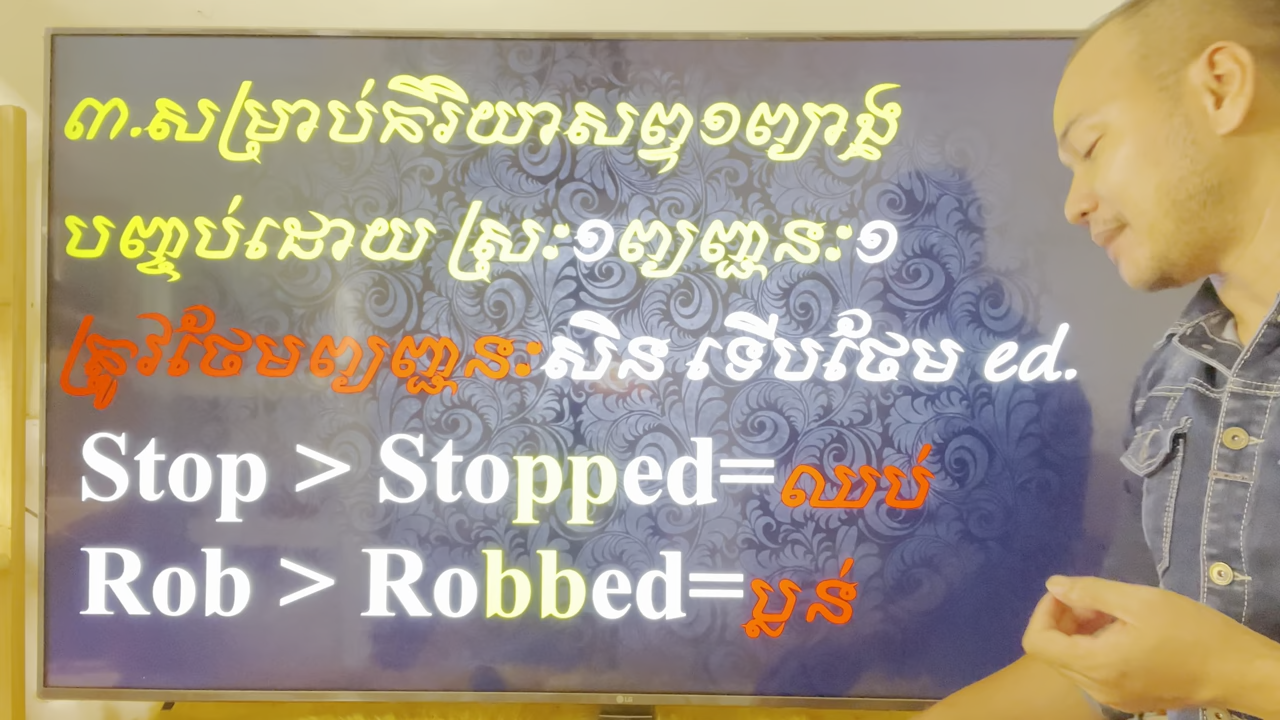 ៣.សម្រាប់កិរិយាសព្ទ១ព្យាង្គ
បញ្ចប់ដោយ ស្រៈ១ព្យញ្ជនៈ១
ត្រូវថែមព្យញ្ជនៈសិន ទើបថែម ed.
Stop > Stopped=ឈប់
Rob > Robbed=ប្លន់
LG